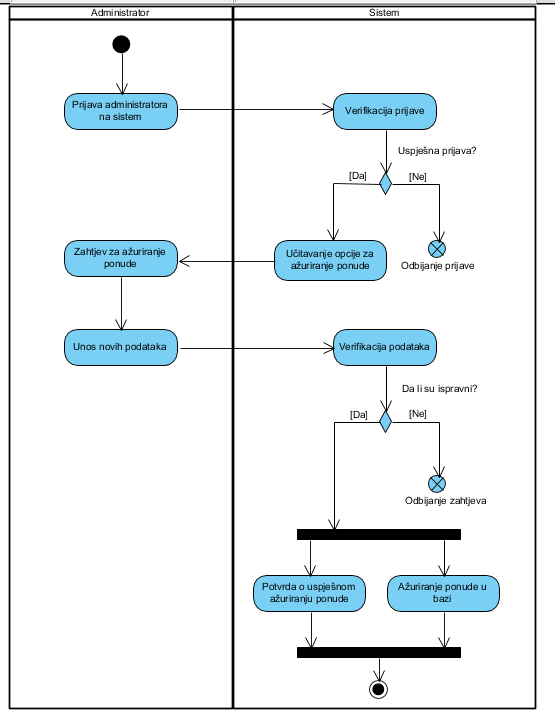 Administrator
Sistem
Prijava administratora
na sistem
Verifikacija prijave
Uspješna prijava?
[Da]
[Ne]
Zahtjev za ažuriranje
ponude
Učitavanje opcije za
ažuriranje ponude
Odbijanje prijave
Unos novih podataka
Verifikacija podataka
Da li su ispravni?
[Da]
[Ne]
Odbijanje zahtjeva
Potvrda o uspješnom
ažuriranju ponude
Ažuriranje ponude u
bazi